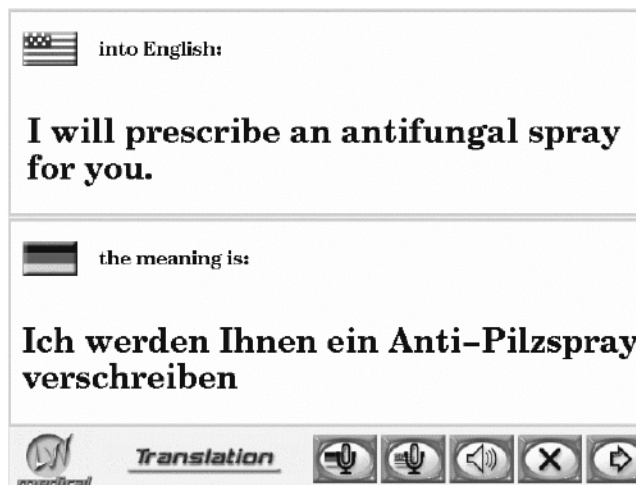 into English:
I will prescribe an antifungal spray
for you.
the meaning is:
Ich werden Ihnen ein Anti-Pilzspray
verschreiben
Translation